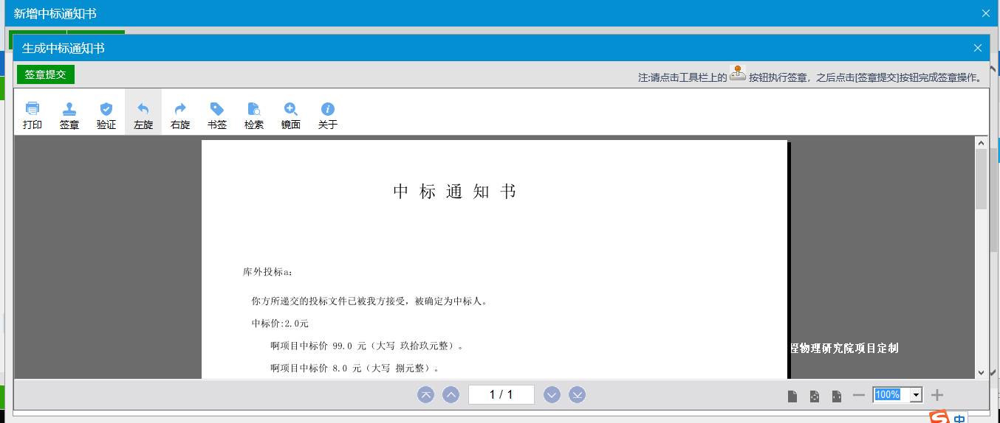 新增中标通知书
生成中标通知书
签章提交
注:请点击工具栏上的 按钮执行签章，之后点击[签章提交]按钮完成签章操作。
打印 签章 验证 左旋 右旋 书签 检索 镜面 关于
中标通知书
库外投标a:
你方所递交的投标文件已被我方接受，被确定为中标人。
中标价:2.0元
啊项目中标价 99.0 元（大写 玖拾玖元整）。
程物理研究院项目定制
啊项目中标价 8.0 元（大写 捌元整）。
1 / 1
100%
中